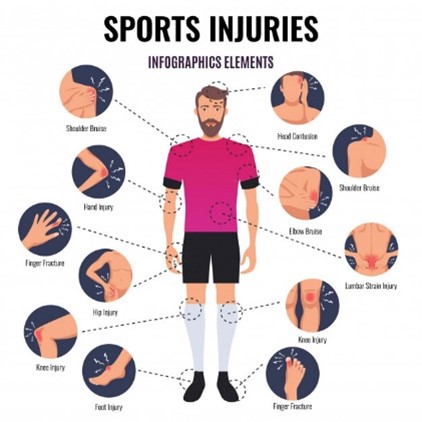 SPORTS INJURIES
INFOGRAPHICS ELEMENTS
Shoulder Bruise
Head Contusion
Shoulder Bruise
Hand Injury
Elbow Bruise
Finger Fracture
Lumbar Strain Injury
Hip Injury
Knee Injury
Knee Injury
Foot Injury
Finger Fracture